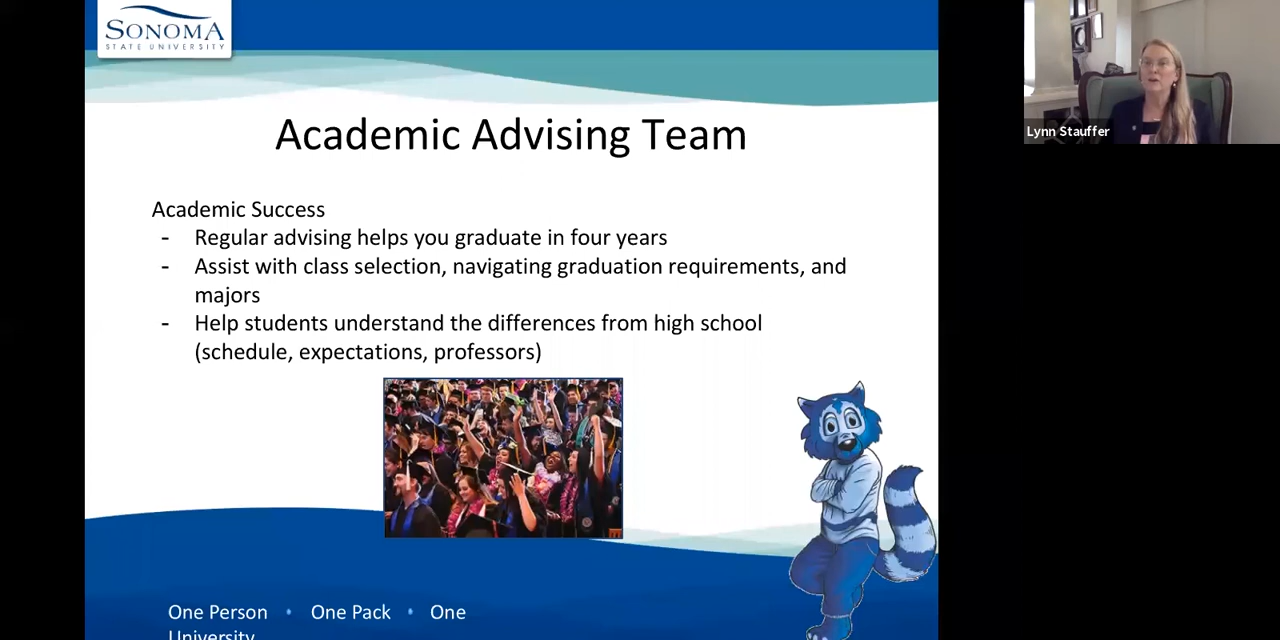 SONOMA
STATE UNIVERSITY
Lynn Stauffer
Academic Advising Team
Academic Success
- Regular advising helps you graduate in four years
- Assist with class selection, navigating graduation requirements, and
majors
- Help students understand the differences from high school
(schedule, expectations, professors)
One Person • One Pack • One
University